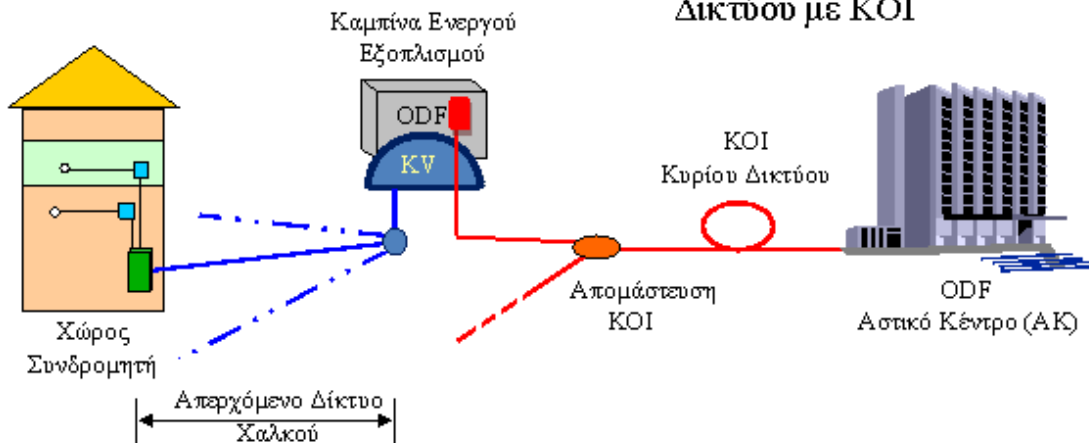 Δικτύου με ΚΟΙ
Καμπίνα Ενεργού
Εξοπλισμού
ODF
KV
ΚΟΙ
Κυρίου Δικτύου
Απομάστευση
ΚΟΙ
ODF
Αστικό Κέντρο (ΑΚ)
Χώρος
Συνδρομητή
Απερχόμενο Δίκτυο
Χαλκού